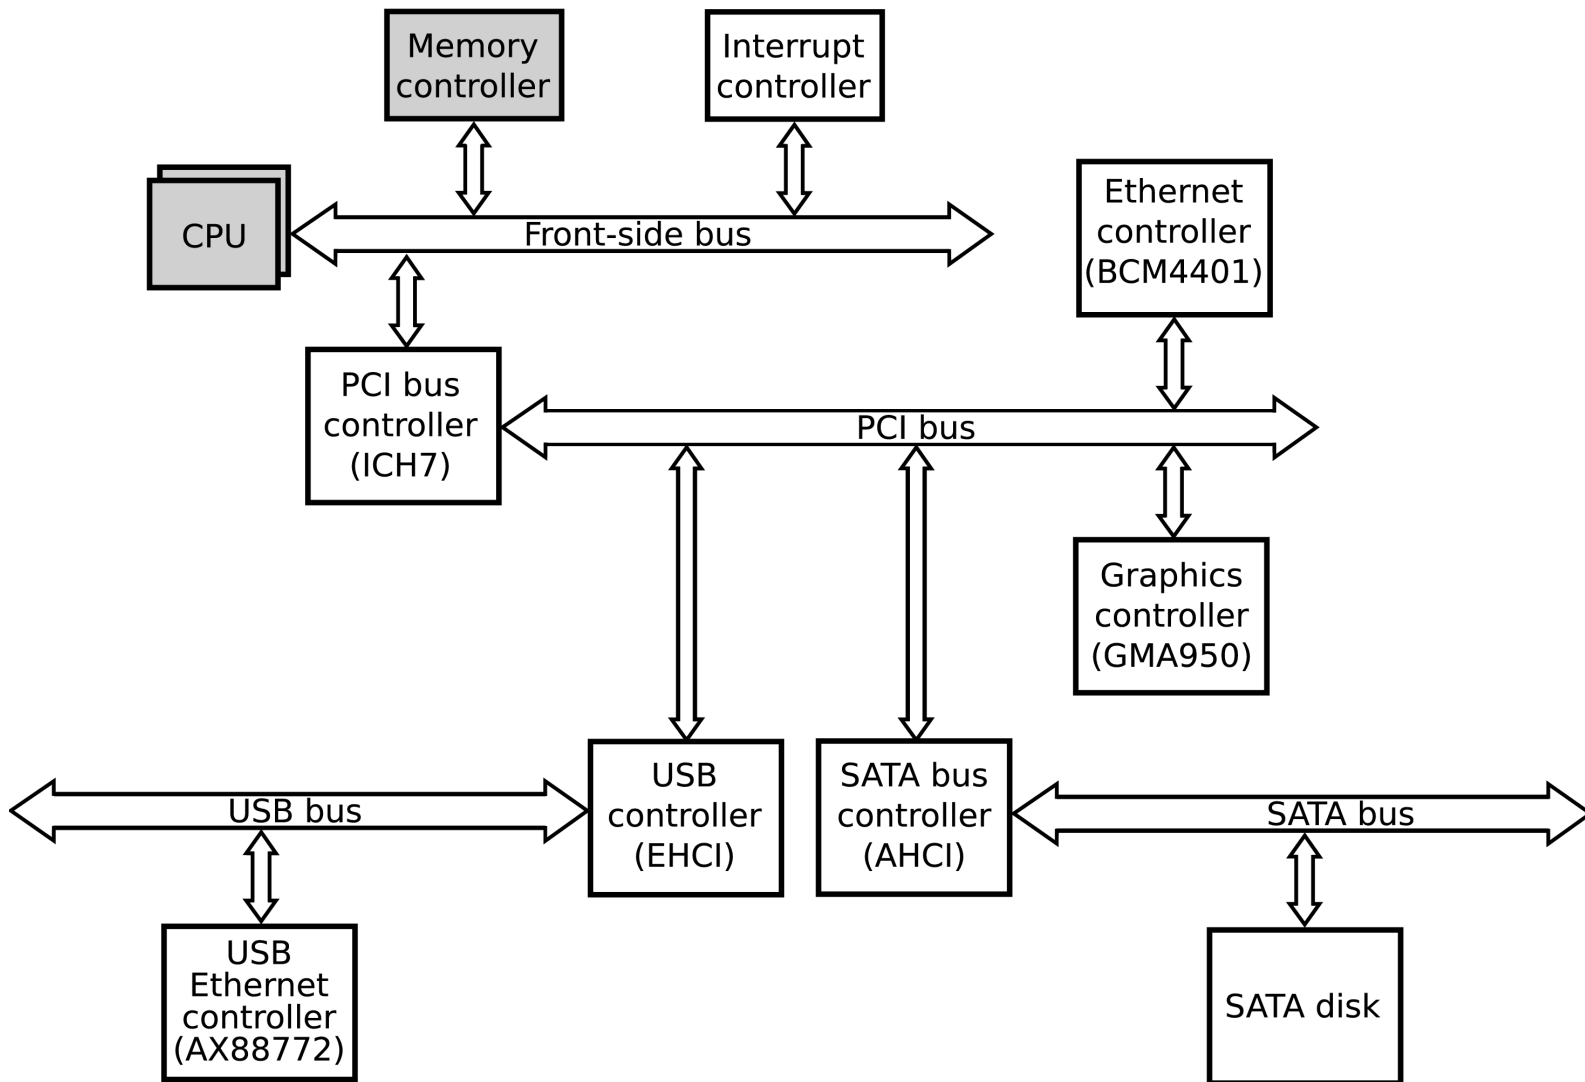 Memory
controller
Interrupt
controller
CPU
Front-side bus
Ethernet
controller
(BCM4401)
PCI bus
controller
(ICH7)
PCI bus
Graphics
controller
(GMA950)
USB bus
USB
controller
(EHCI)
SATA bus
controller
(AHCI)
SATA bus
USB
Ethernet
controller
(AX88772)
SATA disk